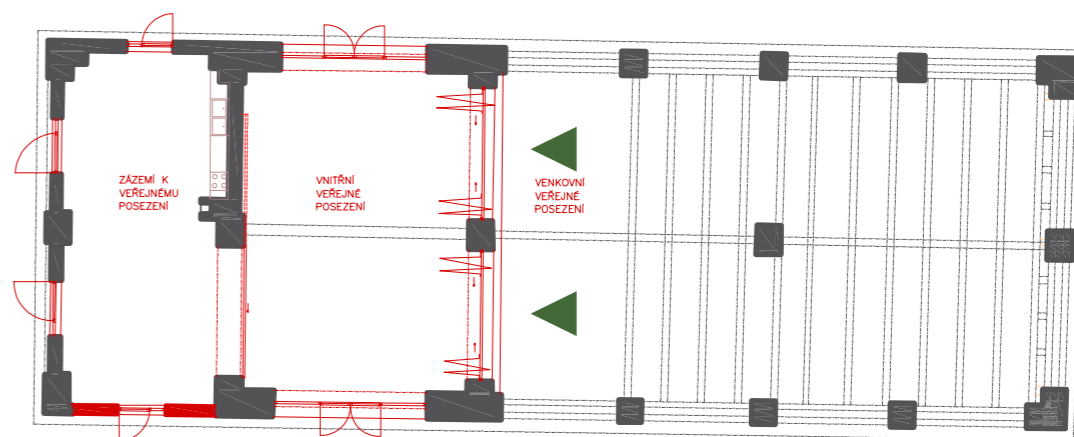 ZÁZEMÍ K
VEŘEJNÉMU
POSEZENÍ
VNITŘNÍ
VEŘEJNÉ
POSEZENÍ
VENKOVNÍ
VEŘEJNÉ
POSEZENÍ